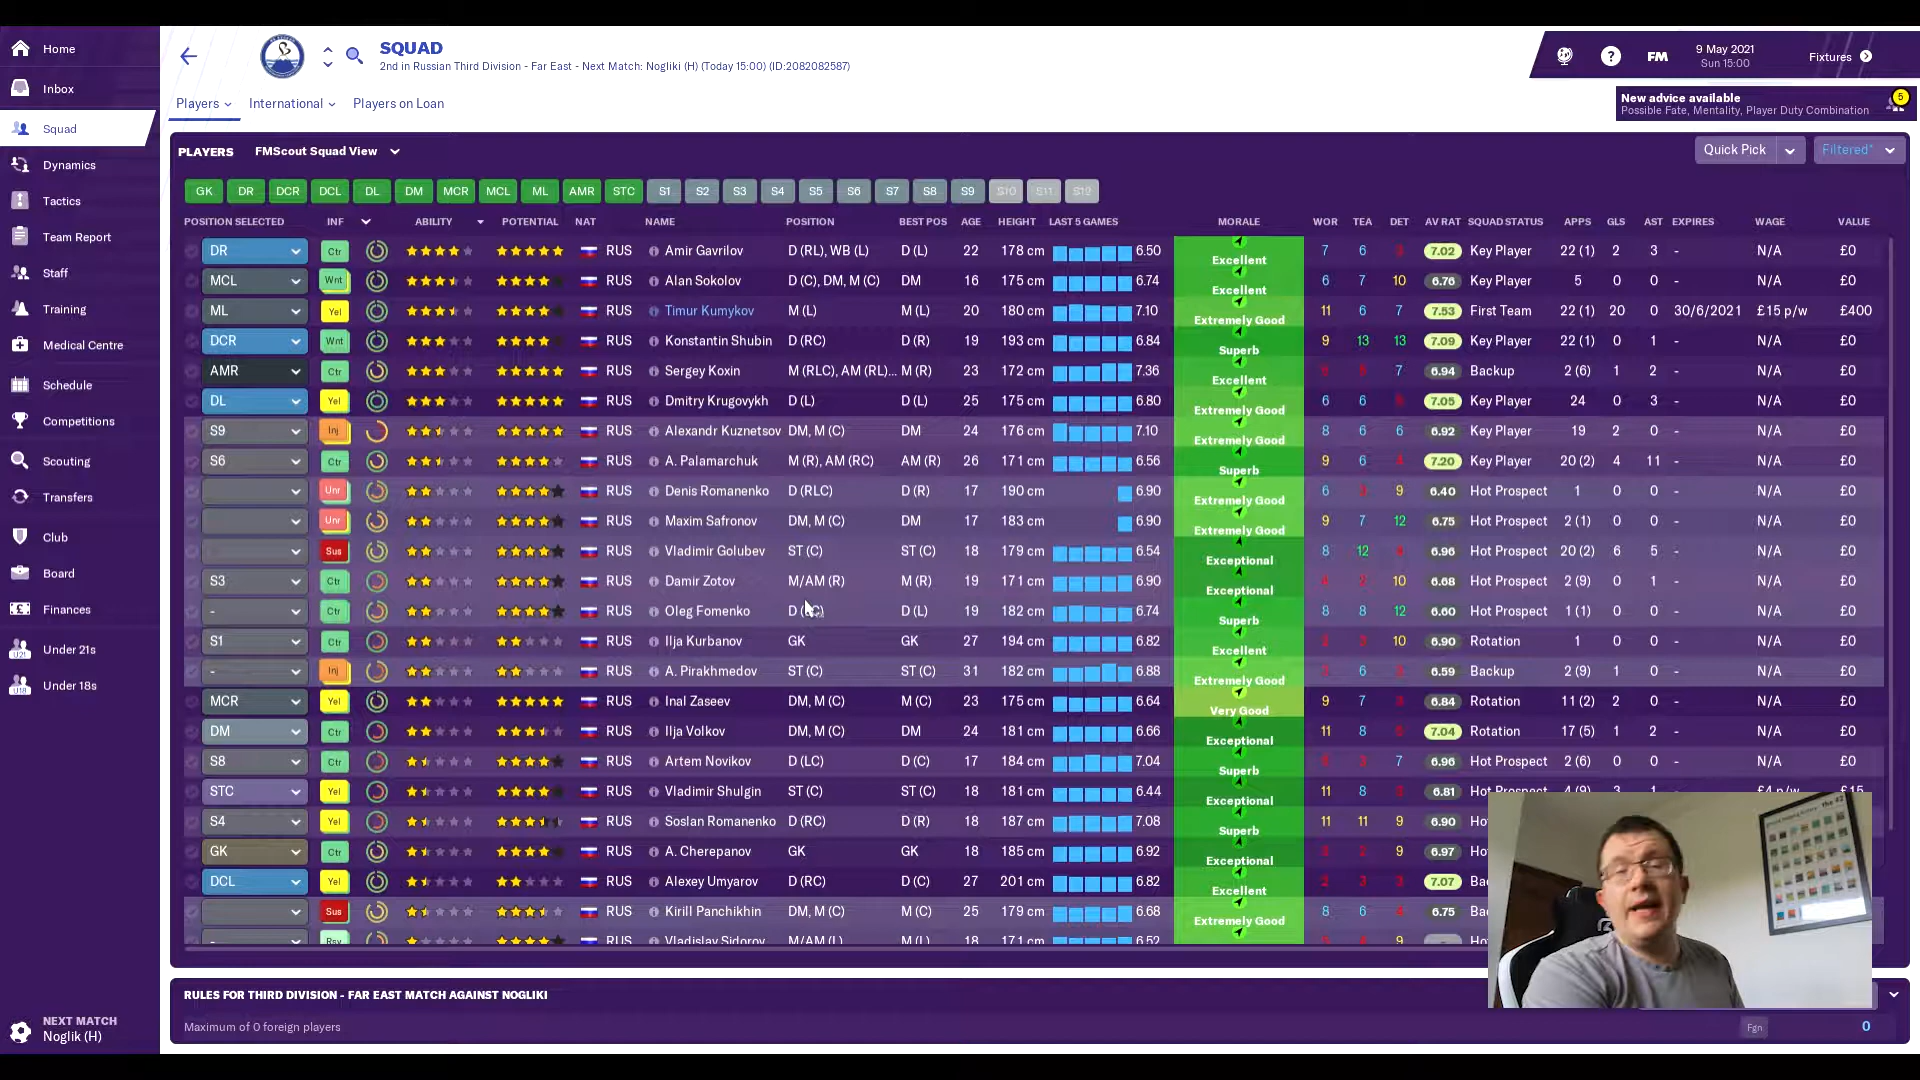 Home
Inbox
Squad
Dynamics
Tactics
Team Report
Staff
Training
Medical Centre
Schedule
Competitions
Scouting
Transfers
Club
Board
Finances
Under 21s
Under 18s
NEXT MATCH
Noglik (H)
SQUAD
2nd in Russian Third Division - Far East - Next Match: Nogliki (H) (Today 15:00) (ID:2082082587)
FM
9 May 2021
Sun 15:00
Fixtures
Players International Players on Loan
New advice available 5
Possible Fate, Mentality, Player Duty Combination
PLAYERS FMScout Squad View Quick Pick Filtered*
GK DR DCR DCL DL DM MCR MCL ML AMR STC S1 S2 S3 S4 S5 S6 S7 S8 S9 S10 S11 S12
POSITION SELECTED INF ABILITY POTENTIAL NAT NAME POSITION BEST POS AGE HEIGHT LAST 5 GAMES MORALE WOR TEA DET AV RAT SQUAD STATUS APPS GLS AST EXPIRES WAGE VALUE
DR Ctr RUS Amir Gavrilov D (RL), WB (L) D (L) 22 178 cm 6.50 Excellent 7 6 7.02 Key Player 22 (1) 2 3 - N/A £0
MCL Wnt RUS Alan Sokolov D (C), DM, M (C) DM 16 175 cm 6.74 Excellent 6 7 10 6.76 Key Player 5 0 0 - N/A £0
ML Yel RUS Timur Kumykov M (L) M (L) 20 180 cm 7.10 Extremely Good 11 6 7 7.53 First Team 22 (1) 20 0 30/6/2021 £15 p/w £400
DCR Wnt RUS Konstantin Shubin D (RC) D (R) 19 193 cm 6.84 Superb 9 13 13 7.09 Key Player 22 (1) 0 1 - N/A £0
AMR Ctr RUS Sergey Koxin M (RLC), AM (RL)... M (R) 23 172 cm 7.36 Excellent 7 6.94 Backup 2 (6) 1 2 - N/A £0
DL Yel RUS Dmitry Krugovykh D (L) D (L) 25 175 cm 6.80 Extremely Good 6 6 7.05 Key Player 24 0 3 - N/A £0
S9 Inj RUS Alexandr Kuznetsov DM, M (C) DM 24 176 cm 7.10 Extremely Good 8 6 6 6.92 Key Player 19 2 0 - N/A £0
S6 Ctr RUS A. Palamarchuk M (R), AM (RC) AM (R) 26 171 cm 6.56 Superb 9 6 6 7.20 Key Player 20 (2) 4 11 - N/A £0
Unr RUS Denis Romanenko D (RLC) D (R) 17 190 cm 6.90 Extremely Good 6 9 6.40 Hot Prospect 1 0 0 - N/A £0
Unr RUS Maxim Safronov DM, M (C) DM 17 183 cm 6.90 Extremely Good 9 7 12 6.75 Hot Prospect 2 (1) 0 0 - N/A £0
Sus RUS Vladimir Golubev ST (C) ST (C) 18 179 cm 6.54 Exceptional 8 12 6.96 Hot Prospect 20 (2) 6 5 - N/A £0
S3 Ctr RUS Damir Zotov M/AM (R) M (R) 19 171 cm 6.90 Exceptional 4 2 10 6.68 Hot Prospect 2 (9) 0 1 - N/A £0
- Ctr RUS Oleg Fomenko D (L) 19 182 cm 6.74 Superb 8 8 12 6.60 Hot Prospect 1 (1) 0 0 - N/A £0
S1 Ctr RUS Ilja Kurbanov GK GK 27 194 cm 6.82 Excellent 10 6.90 Rotation 1 0 0 - N/A £0
- Inj RUS A. Pirakhmedov ST (C) ST (C) 31 182 cm 6.88 Extremely Good 6 6.59 Backup 2 (9) 1 0 - N/A £0
MCR Yel RUS Inal Zaseev DM, M (C) M (C) 23 175 cm 6.64 Very Good 9 7 6.84 Rotation 11 (2) 2 0 - N/A £0
DM Ctr RUS Ilja Volkov DM, M (C) DM 24 181 cm 6.66 Exceptional 11 8 7.04 Rotation 17 (5) 1 2 - N/A £0
S8 Ctr RUS Artem Novikov D (LC) D (C) 17 184 cm 7.04 Superb 7 6.96 Hot Prospect 2 (6) 0 0 - N/A £0
STC Yel RUS Vladimir Shulgin ST (C) ST (C) 18 181 cm 6.44 Exceptional 11 8 6.81 Hot Prospect 4 (9) 3 1 - £4 p/w £15
S4 Yel RUS Soslan Romanenko D (RC) D (R) 18 187 cm 7.08 Superb 11 11 9 6.90 Ho
GK Ctr RUS A. Cherepanov GK GK 18 185 cm 6.92 Exceptional 9 6.97 Ho
DCL Yel RUS Alexey Umyarov D (RC) D (C) 27 201 cm 6.82 Excellent 2 3 3 7.07 Ba
Sus RUS Kirill Panchikhin DM, M (C) M (C) 25 179 cm 6.68 Extremely Good 8 6 6.75 Ba
- Rsv RUS Vladislav Sidorov M/AM (L) M (L) 18 171 cm 6.52 9 Ho
RULES FOR THIRD DIVISION - FAR EAST MATCH AGAINST NOGLIKI
Maximum of 0 foreign players Fgn 0